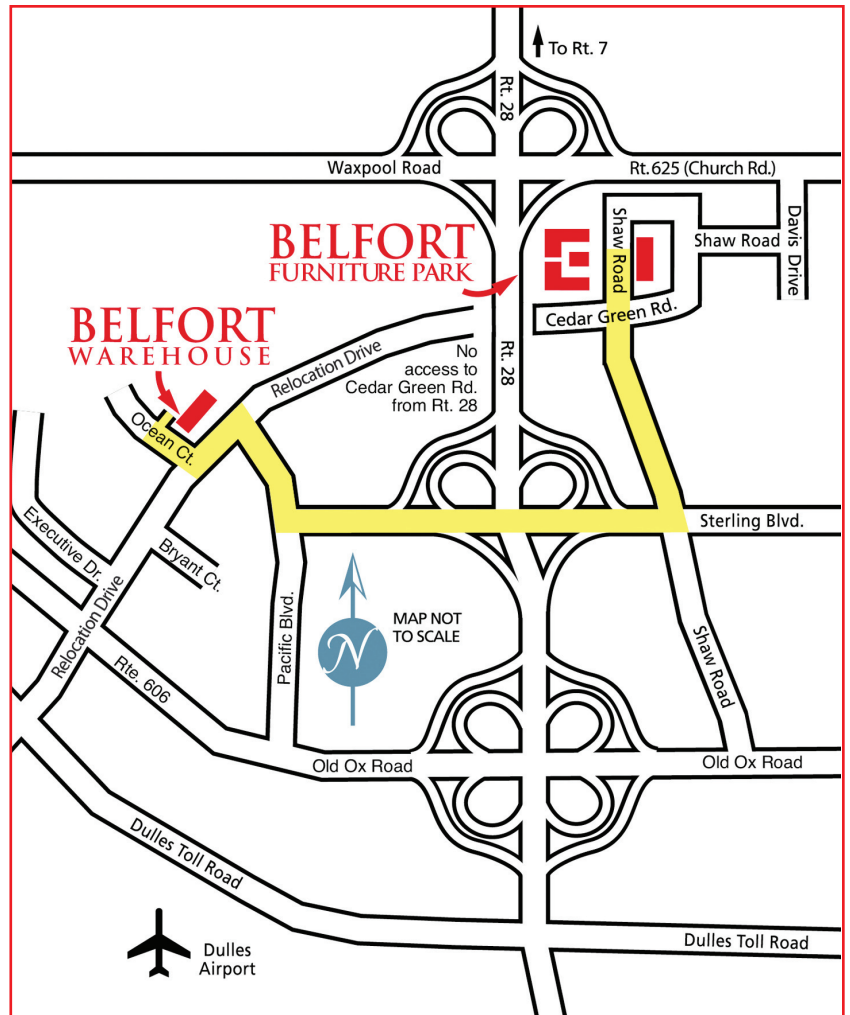 To Rt. 7
Rt. 28
Waxpool Road
Rt. 625 (Church Rd.)
Shaw Road
Shaw Road
Davis Drive
BELFORT
FURNITURE PARK
Cedar Green Rd.
BELFORT
WAREHOUSE
Relocation Drive
No
access to
Cedar Green Rd.
from Rt. 28
Rt. 28
Ocean Ct.
Sterling Blvd.
Executive Dr.
Bryant Ct.
Relocation Drive
Pacific Blvd.
N
MAP NOT
TO SCALE
Shaw Road
Rte. 606
Old Ox Road
Old Ox Road
Dulles Toll Road
Dulles Toll Road
Dulles
Airport